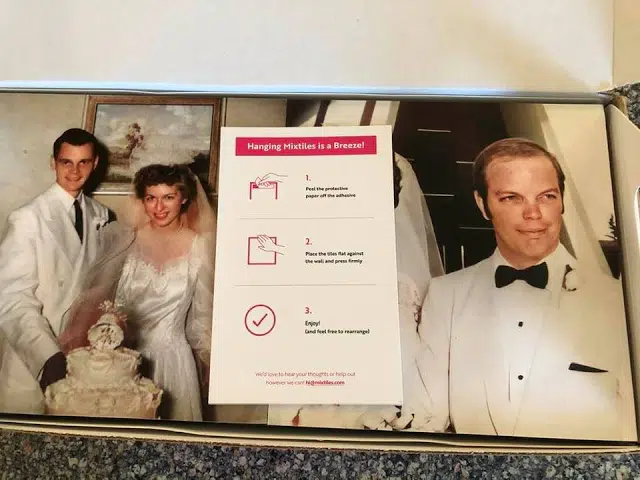 Hanging Mixtiles is a Breeze!
1.
Peel the protective
paper off the adhesive
2.
Place the tiles flat against
the wall and press firmly
3.
Enjoy!
(and feel free to rearrange)
We'd love to hear your thoughts or help out
however we can! hi@mixtiles.com